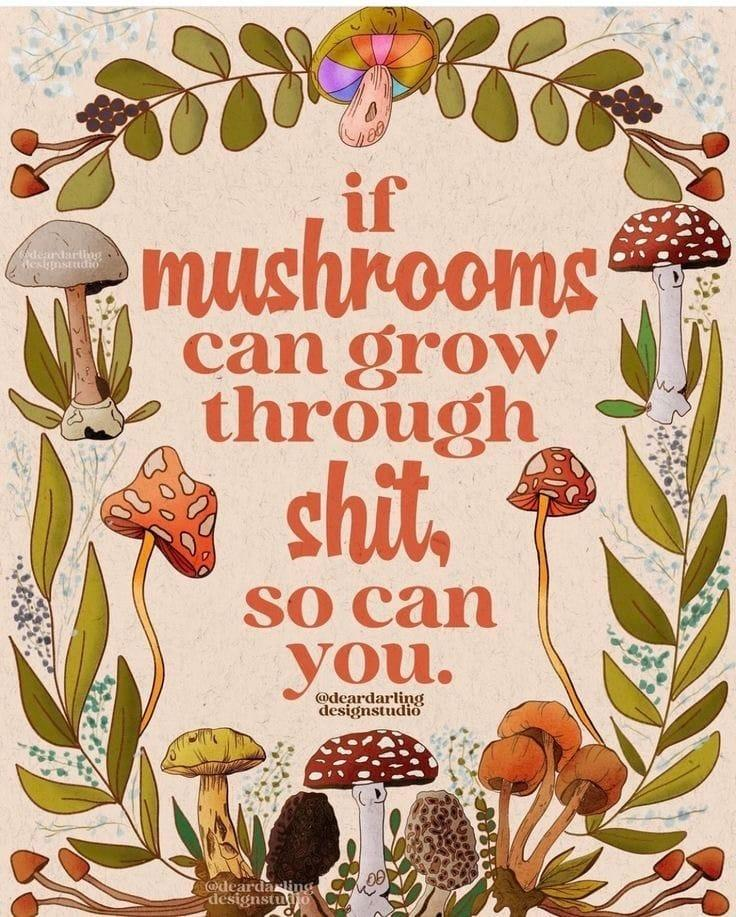 @deardarling
designstudio
if
mushrooms
can grow
through
shit,
so can
you.
@deardarling
designstudio
@deardarling
designstudio